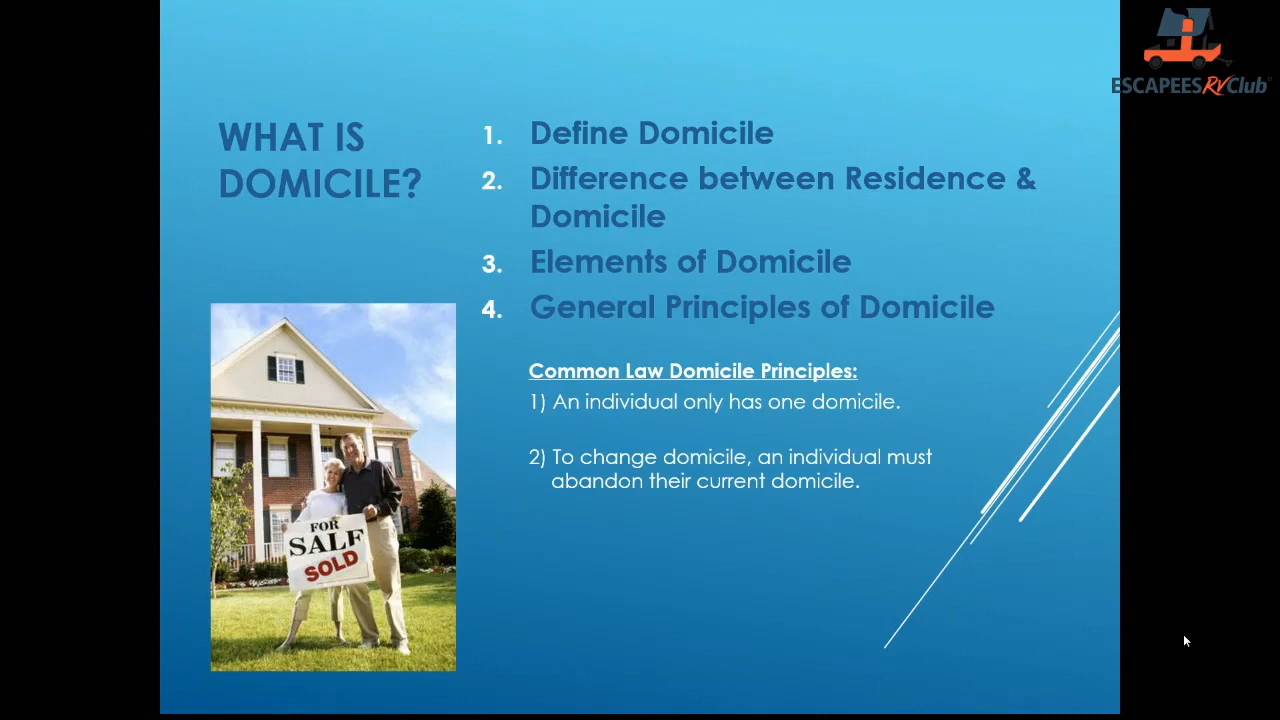 ESCAPEES RV Club
WHAT IS
DOMICILE?
1. Define Domicile
2. Difference between Residence &
Domicile
3. Elements of Domicile
4. General Principles of Domicile
Common Law Domicile Principles:
1) An individual only has one domicile.
2) To change domicile, an individual must
abandon their current domicile.
FOR
SALE
SOLD